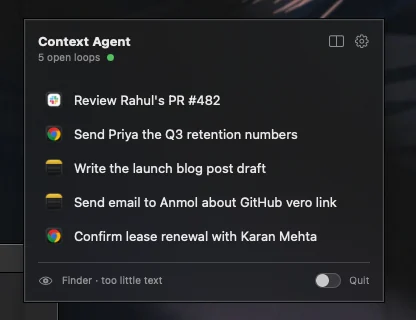 Context Agent
5 open loops
Review Rahul's PR #482
Send Priya the Q3 retention numbers
Write the launch blog post draft
Send email to Anmol about GitHub vero link
Confirm lease renewal with Karan Mehta
Finder · too little text
Quit